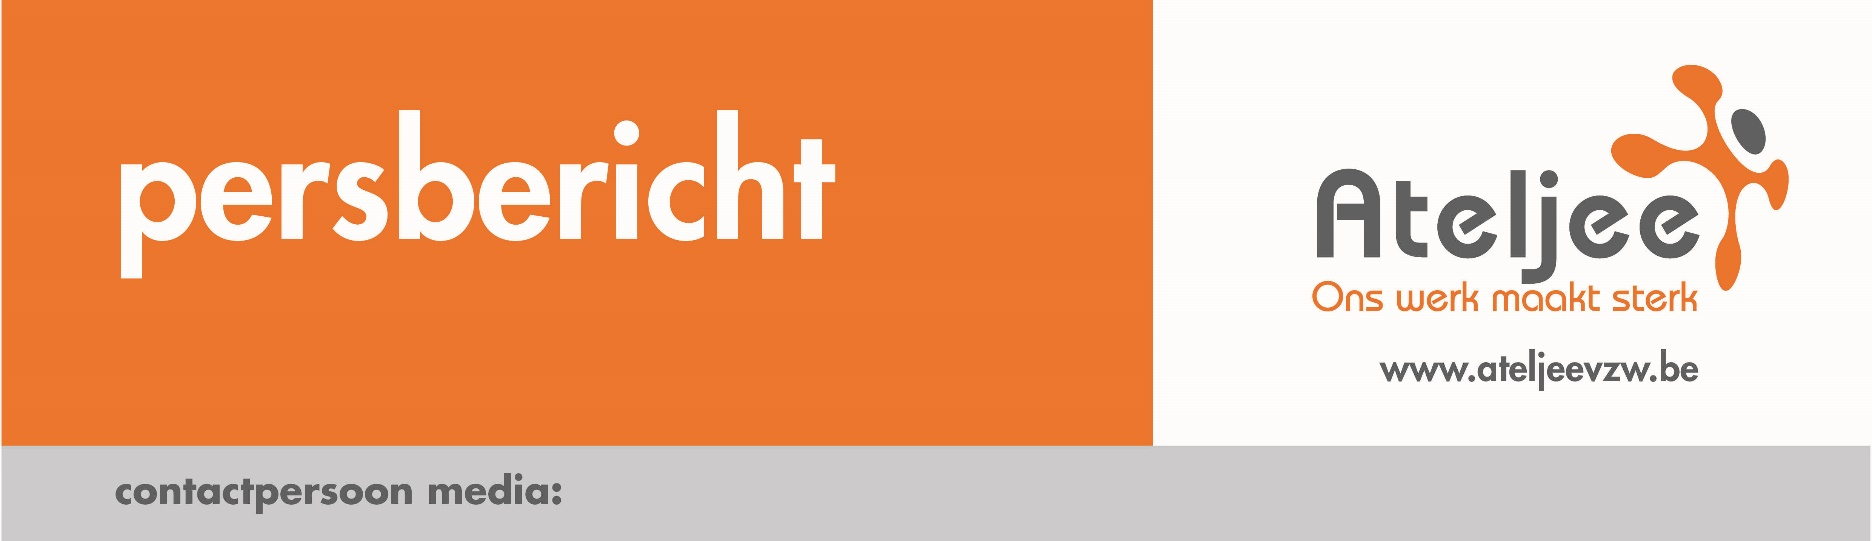 persbericht
Ateljee
Ons werk maakt sterk
www.ateljeevzw.be
contactpersoon media: